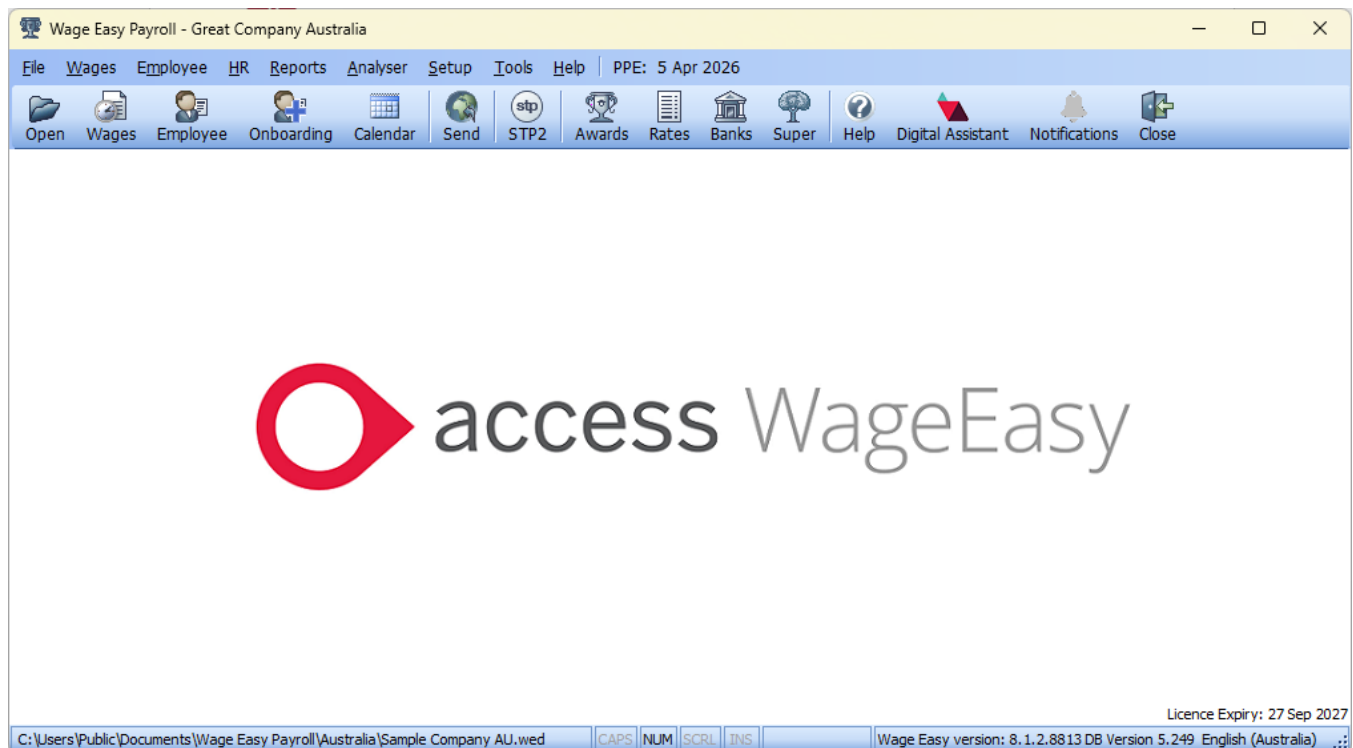 Wage Easy Payroll - Great Company Australia
File Wages Employee HR Reports Analyser Setup Tools Help PPE: 5 Apr 2026
stp
Open Wages Employee Onboarding Calendar Send STP2 Awards Rates Banks Super Help Digital Assistant Notifications Close
access WageEasy
Licence Expiry: 27 Sep 2027
C:\Users\Public\Documents\Wage Easy Payroll\Australia\Sample Company AU.wed CAPS NUM SCRL INS Wage Easy version: 8.1.2.8813 DB Version 5.249 English (Australia)